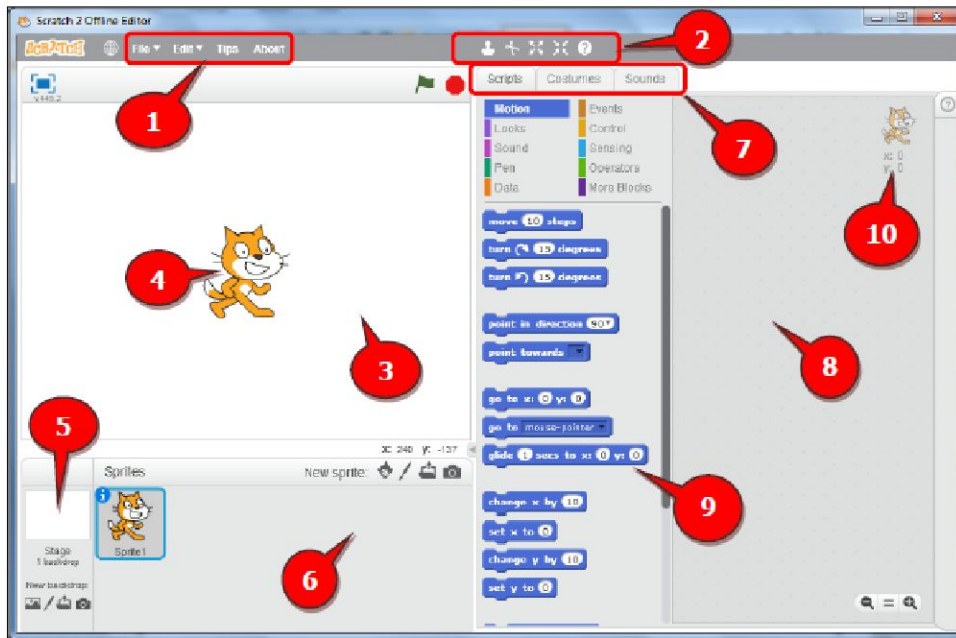 Scratch 2 Offline Editor
SCRATCH File Edit Tips About
2
1
v446.2
Scripts Costumes Sounds
7
Motion Events
Looks Control
Sound Sensing
Pen Operators
Data More Blocks
x: 0
y: 0
10
move 10 steps
turn 15 degrees
turn 15 degrees
4
point in direction 90
point towards
3
8
go to x: 0 y: 0
go to mouse-pointer
glide 1 secs to x: 0 y: 0
5
x: 240 y: -137
9
Sprites New sprite:
change x by 10
set x to 0
change y by 10
set y to 0
Stage
1 backdrop
Sprite1
6
New backdrop: